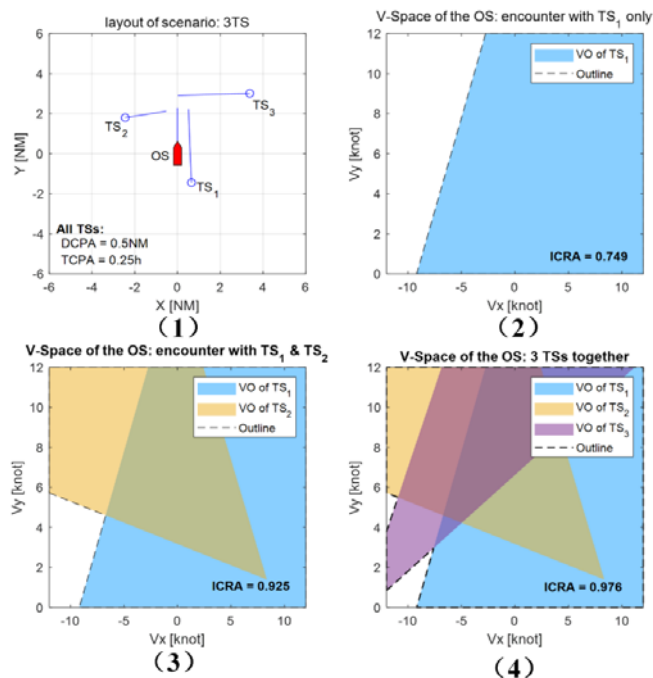 layout of scenario: 3TS
6
4
2
0
-2
-4
-6
Y [NM]
TS3
TS2
OS
TS1
All TSs:
DCPA = 0.5NM
TCPA = 0.25h
-6 -4 -2 0 2 4 6
X [NM]
(1)
V-Space of the OS: encounter with TS1 only
12
10
8
6
4
2
0
Vy [knot]
VO of TS1
Outline
ICRA = 0.749
-10 -5 0 5 10
Vx [knot]
(2)
V-Space of the OS: encounter with TS1 & TS2
12
10
8
6
4
2
0
Vy [knot]
VO of TS1
VO of TS2
Outline
ICRA = 0.925
-10 -5 0 5 10
Vx [knot]
(3)
V-Space of the OS: 3 TSs together
12
10
8
6
4
2
0
Vy [knot]
VO of TS1
VO of TS2
VO of TS3
Outline
ICRA = 0.976
-10 -5 0 5 10
Vx [knot]
(4)